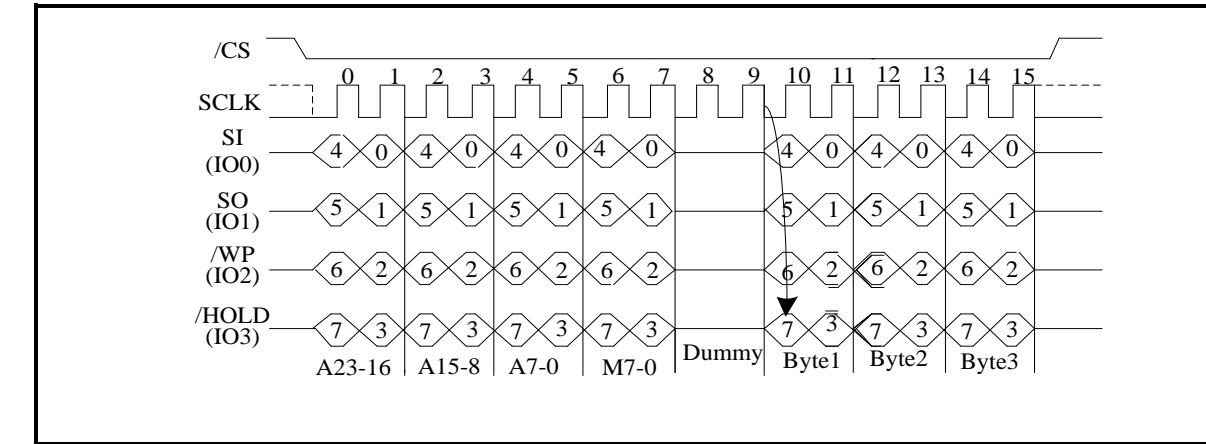 /CS
0 1 2 3 4 5 6 7 8 9 10 11 12 13 14 15
SCLK
SI
(IO0)
4 0 4 0 4 0 4 0 4 0 4 0 4 0
SO
(IO1)
5 1 5 1 5 1 5 1 5 1 5 1 5 1
/WP
(IO2)
6 2 6 2 6 2 6 2 6 2 6 2 6 2
/HOLD
(IO3)
7 3 7 3 7 3 7 3 7 3 7 3 7 3
A23-16 A15-8 A7-0 M7-0 Dummy Byte1 Byte2 Byte3